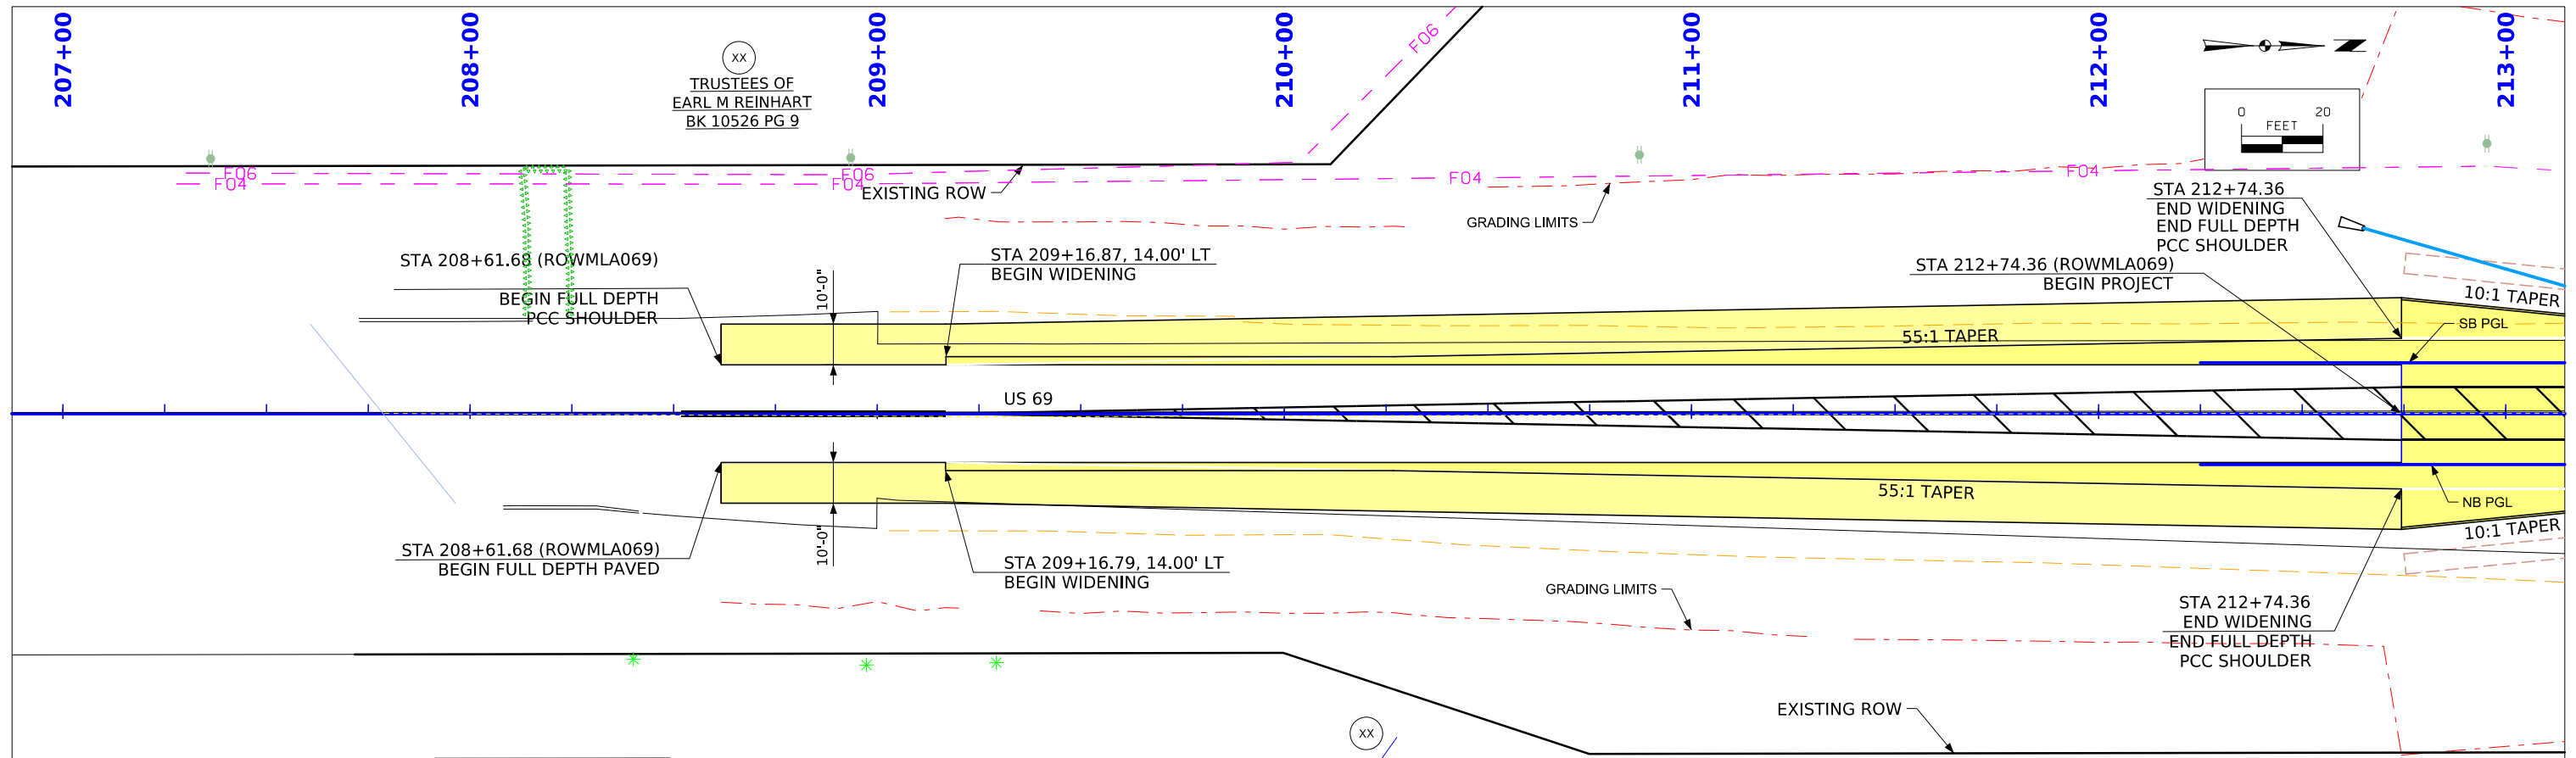 207+00
208+00
209+00
210+00
211+00
212+00
213+00
XX
TRUSTEES OF
EARL M REINHART
BK 10526 PG 9
F06
0 20
FEET
F06
F04
F06
F04
F04
F04
EXISTING ROW
GRADING LIMITS
STA 212+74.36
END WIDENING
END FULL DEPTH
PCC SHOULDER
STA 208+61.68 (ROWMLA069)
BEGIN FULL DEPTH
PCC SHOULDER
10'-0"
STA 209+16.87, 14.00' LT
BEGIN WIDENING
STA 212+74.36 (ROWMLA069)
BEGIN PROJECT
10:1 TAPER
SB PGL
55:1 TAPER
US 69
55:1 TAPER
NB PGL
10:1 TAPER
STA 208+61.68 (ROWMLA069)
BEGIN FULL DEPTH PAVED
10'-0"
STA 209+16.79, 14.00' LT
BEGIN WIDENING
GRADING LIMITS
STA 212+74.36
END WIDENING
END FULL DEPTH
PCC SHOULDER
EXISTING ROW
XX